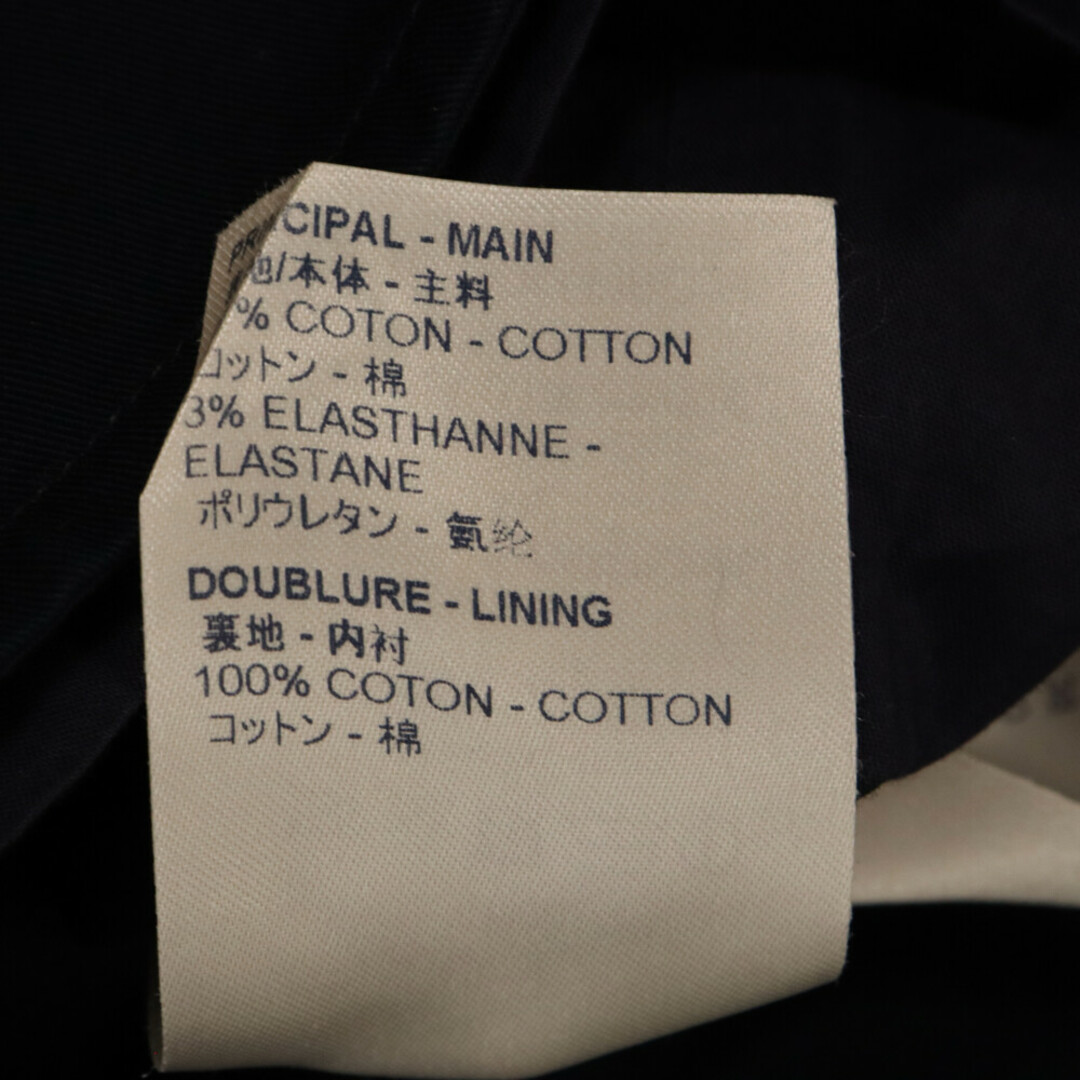 PRINCIPAL - MAIN
地/本体 - 主料
% COTON - COTTON
コットン - 棉
3% ELASTHANNE -
ELASTANE
ポリウレタン - 氨纶
DOUBLURE - LINING
裏地 - 内衬
100% COTON - COTTON
コットン - 棉